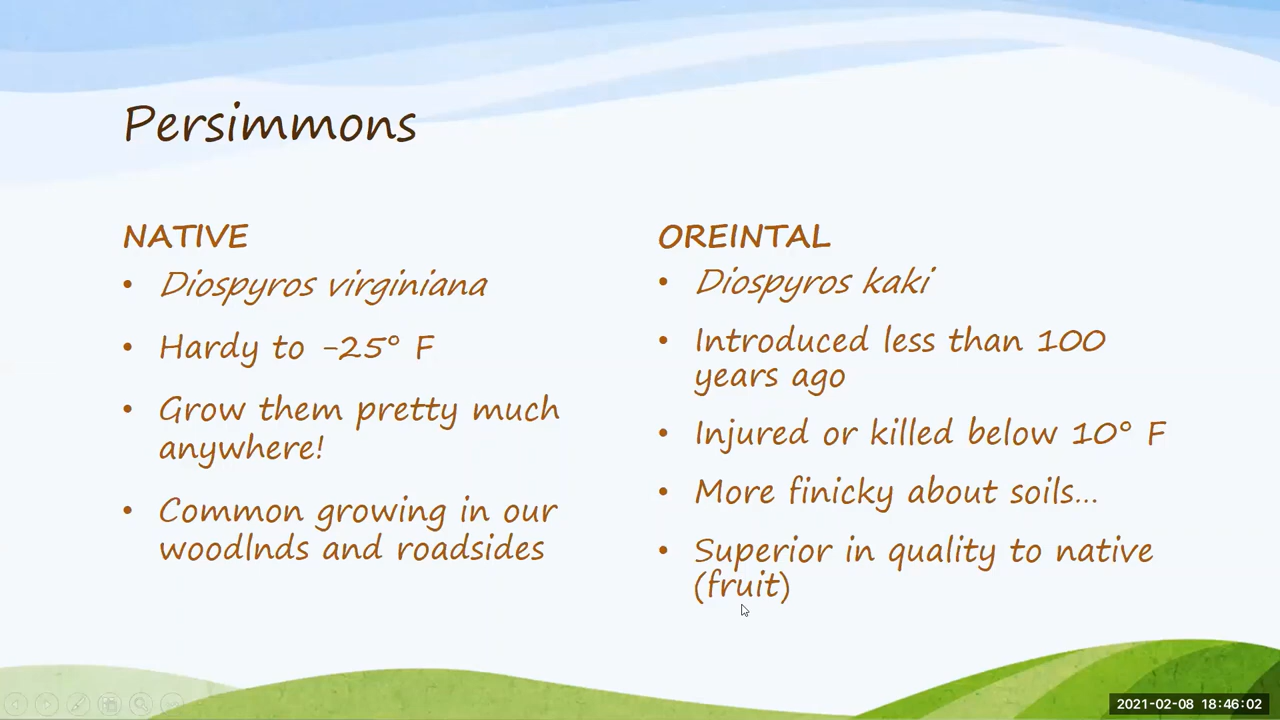 Persimmons
NATIVE
• Diospyros virginiana
• Hardy to -25° F
• Grow them pretty much
anywhere!
• Common growing in our
woodlnds and roadsides
OREINTAL
• Diospyros kaki
• Introduced less than 100
years ago
• Injured or killed below 10° F
• More finicky about soils...
• Superior in quality to native
(fruit)
2021-02-08 18:46:02